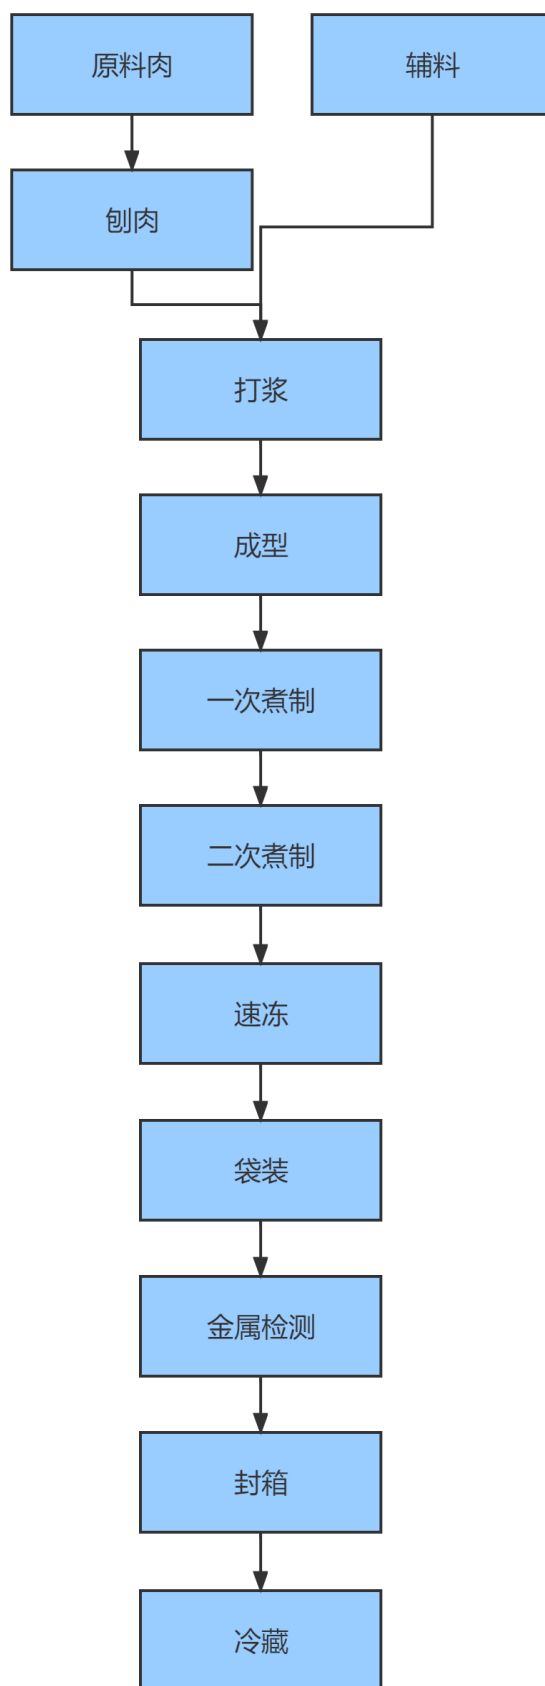 原料肉
辅料
刨肉
打浆
成型
一次煮制
二次煮制
速冻
袋装
金属检测
封箱
冷藏